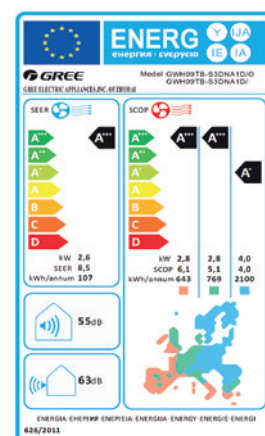 ENERG Y IJA
енергия · ενεργεια IE IA
GREE Model GWH09TB-S3DNA1D/O
GREE ELECTRIC APPLIANCES,INC. OF ZHUHAI GWH09TB-S3DNA1D/I
SEER SCOP
A+++ A+++ A+++ A+++
A++ A++
A+ A+ A+
A A
B B
C C
D D
kW 2,6 kW 2,8 2,8 4,0
SEER 8,5 SCOP 6,1 5,1 4,0
kWh/annum 107 kWh/annum 643 769 2100
55dB
63dB
ENERGIA·ЕНЕРГИЯ·ΕΝΕΡΓΕΙΑ·ENERGIJA·ENERGY·ENERGIE·ENERGI
626/2011